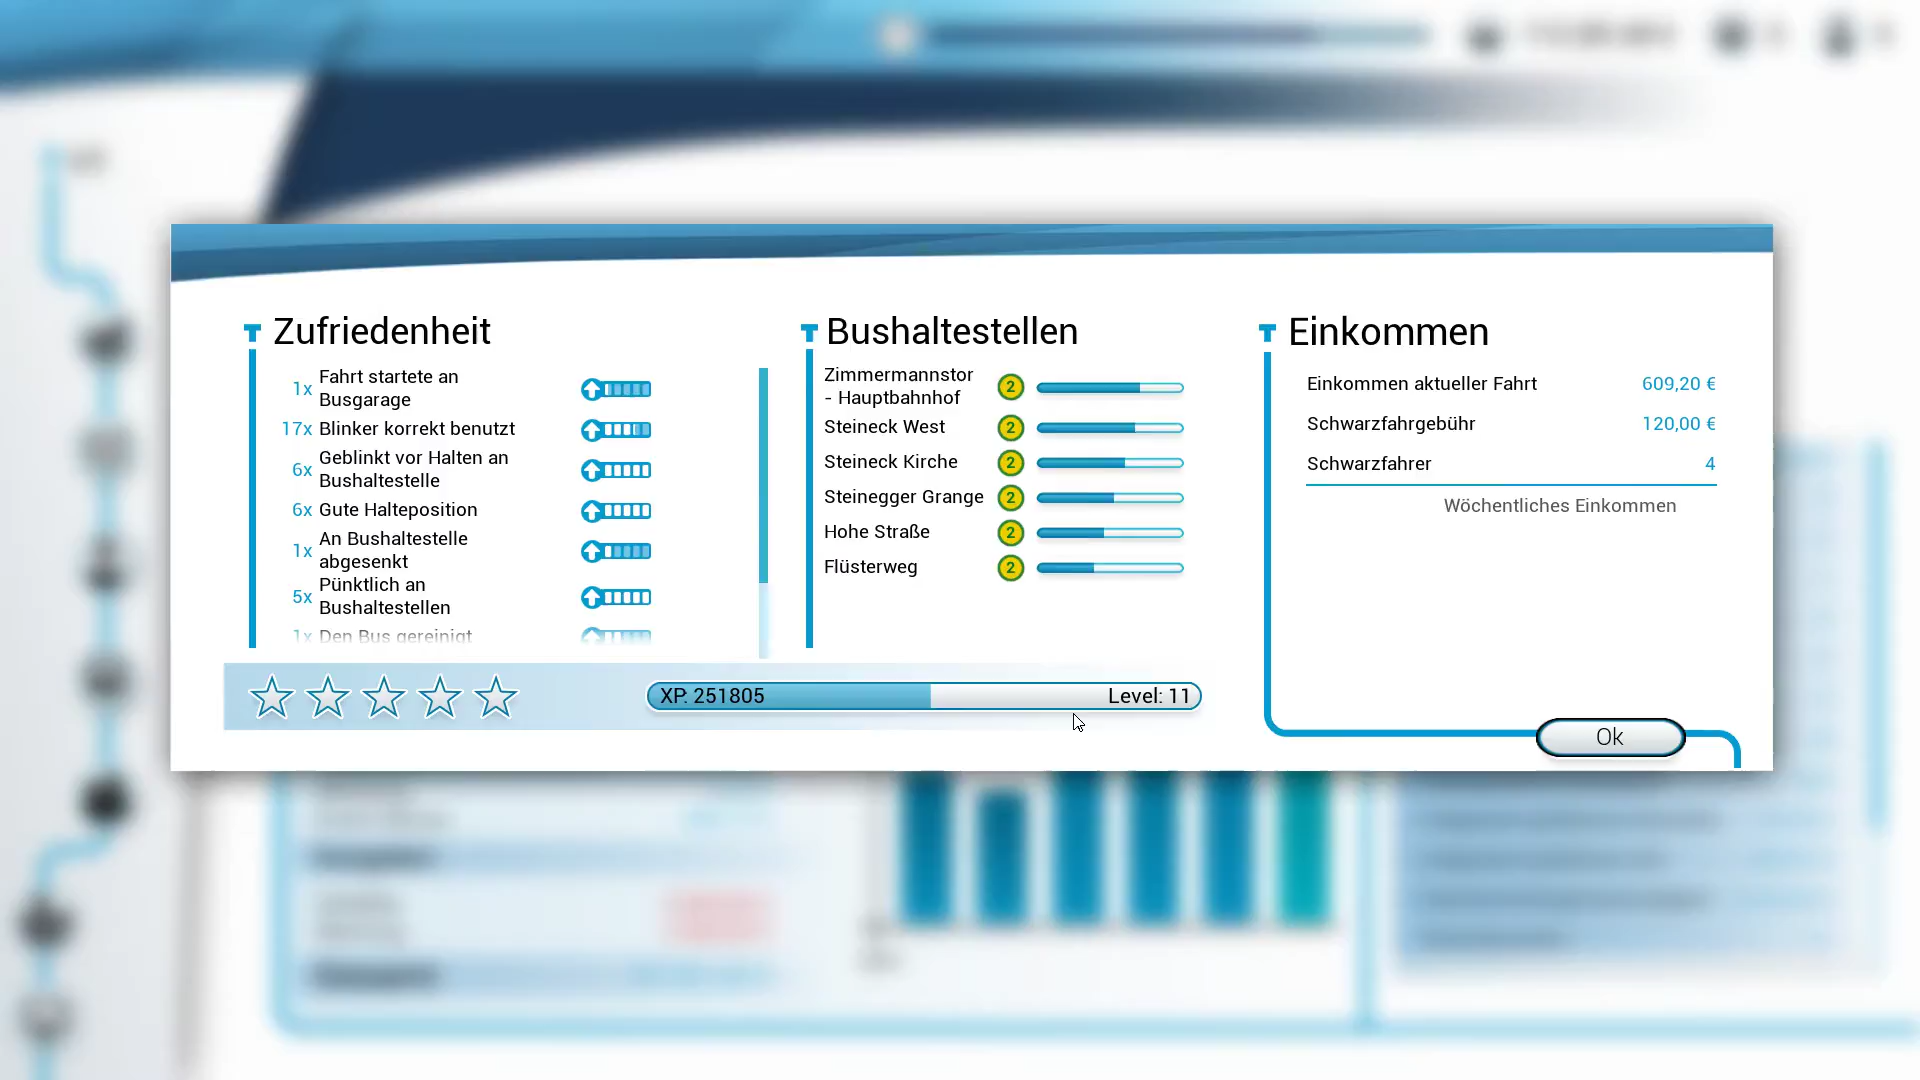 Zufriedenheit
1x Fahrt startete an
Busgarage
17x Blinker korrekt benutzt
6x Geblinkt vor Halten an
Bushaltestelle
6x Gute Halteposition
1x An Bushaltestelle
abgesenkt
5x Pünktlich an
Bushaltestellen
1x Den Bus gereinigt
Bushaltestellen
Zimmermannstor
- Hauptbahnhof 2
Steineck West 2
Steineck Kirche 2
Steinegger Grange 2
Hohe Straße 2
Flüsterweg 2
Einkommen
Einkommen aktueller Fahrt 609,20 €
Schwarzfahrgebühr 120,00 €
Schwarzfahrer 4
Wöchentliches Einkommen
XP: 251805 Level: 11
Ok